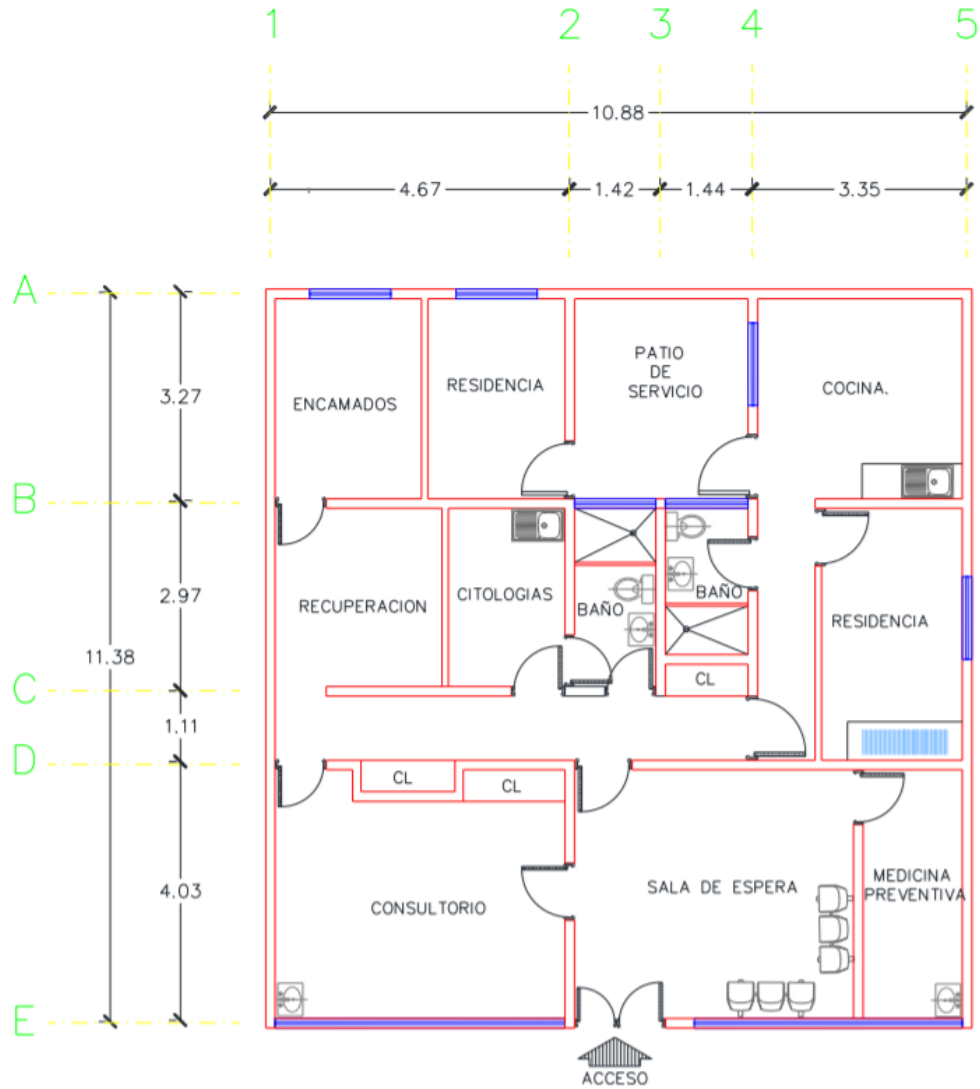 1 2 3 4 5
10.88
4.67 1.42 1.44 3.35
A
3.27
B
2.97
11.38
C
1.11
D
4.03
E
ENCAMADOS
RESIDENCIA
PATIO
DE
SERVICIO
COCINA.
RECUPERACION
CITOLOGIAS
BAÑO
BAÑO
RESIDENCIA
CL
CL
CL
CONSULTORIO
SALA DE ESPERA
MEDICINA
PREVENTIVA
ACCESO